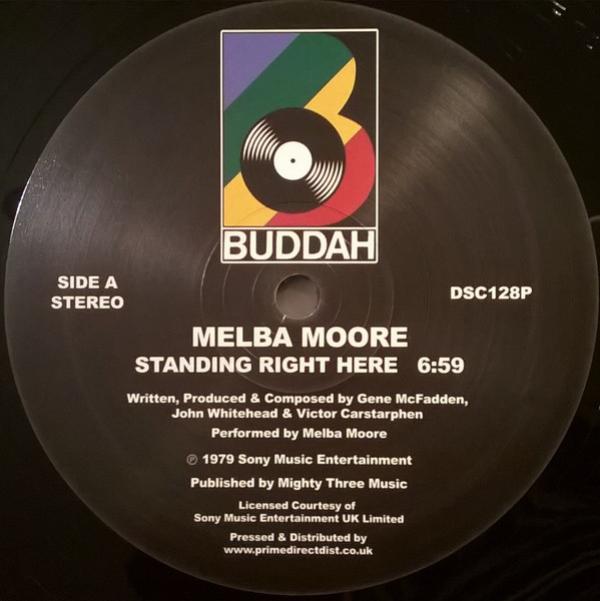 BUDDAH
SIDE A
STEREO
DSC128P
MELBA MOORE
STANDING RIGHT HERE 6:59
Written, Produced & Composed by Gene McFadden,
John Whitehead & Victor Carstarphen
Performed by Melba Moore
℗ 1979 Sony Music Entertainment
Published by Mighty Three Music
Licensed Courtesy of
Sony Music Entertainment UK Limited
Pressed & Distributed by
www.primedirectdist.co.uk